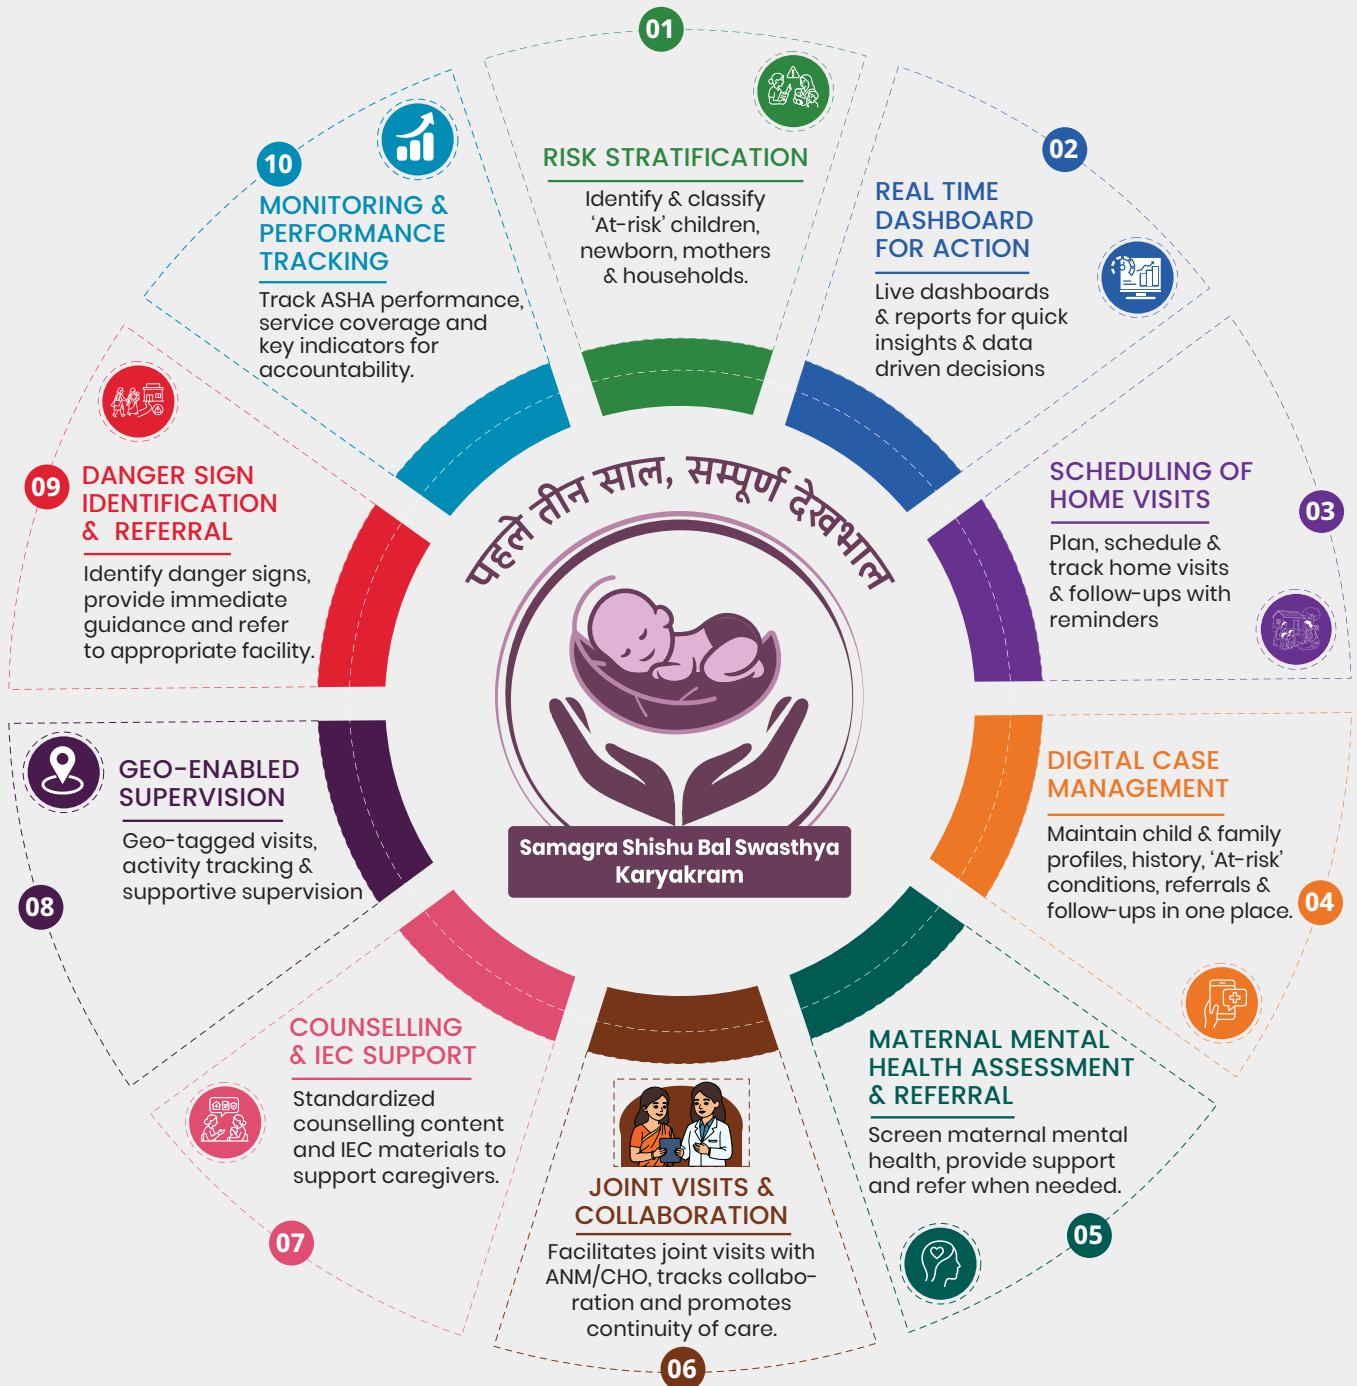 01
RISK STRATIFICATION
Identify & classify
‘At-risk’ children,
newborn, mothers
& households.
02
REAL TIME
DASHBOARD
FOR ACTION
Live dashboards
& reports for quick
insights & data
driven decisions
03
SCHEDULING OF
HOME VISITS
Plan, schedule &
track home visits
& follow-ups with
reminders
04
DIGITAL CASE
MANAGEMENT
Maintain child & family
profiles, history, ‘At-risk’
conditions, referrals &
follow-ups in one place.
05
MATERNAL MENTAL
HEALTH ASSESSMENT
& REFERRAL
Screen maternal mental
health, provide support
and refer when needed.
06
JOINT VISITS &
COLLABORATION
Facilitates joint visits with
ANM/CHO, tracks collabo-
ration and promotes
continuity of care.
07
COUNSELLING
& IEC SUPPORT
Standardized
counselling content
and IEC materials to
support caregivers.
08
GEO-ENABLED
SUPERVISION
Geo-tagged visits,
activity tracking &
supportive supervision
09
DANGER SIGN
IDENTIFICATION
& REFERRAL
Identify danger signs,
provide immediate
guidance and refer
to appropriate facility.
10
MONITORING &
PERFORMANCE
TRACKING
Track ASHA performance,
service coverage and
key indicators for
accountability.
पहले तीन साल, सम्पूर्ण देखभाल
Samagra Shishu Bal Swasthya
Karyakram